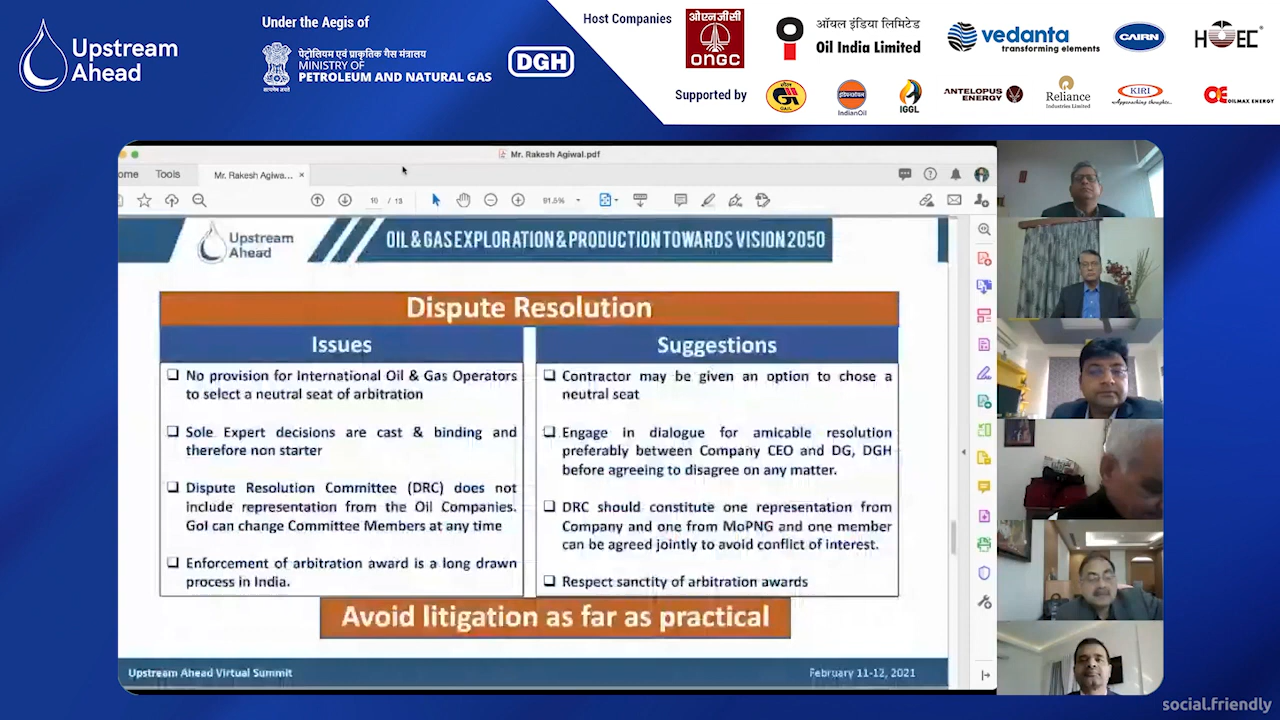 Upstream
Ahead
Under the Aegis of
पेट्रोलियम एवं प्राकृतिक गैस मंत्रालय
MINISTRY OF
PETROLEUM AND NATURAL GAS
सत्यमेव जयते
DGH
Host Companies
ओएनजीसी
ONGC
ऑयल इंडिया लिमिटेड
Oil India Limited
vedanta
transforming elements
CAIRN
HOEC
Supported by
गेल
GAIL
इंडियनऑयल
IndianOil
IGGL
ANTELOPUS
ENERGY
Reliance
Industries Limited
KIRI
Approaching thoughts..
OILMAX ENERGY
Mr. Rakesh Agiwal.pdf
ome
Tools
Mr. Rakesh Agiwa... ×
10 / 13
91.5%
Upstream
Ahead
OIL & GAS EXPLORATION & PRODUCTION TOWARDS VISION 2050
Dispute Resolution
Issues
No provision for International Oil & Gas Operators
to select a neutral seat of arbitration
Sole Expert decisions are cast & binding and
therefore non starter
Dispute Resolution Committee (DRC) does not
include representation from the Oil Companies.
GoI can change Committee Members at any time
Enforcement of arbitration award is a long drawn
process in India.
Suggestions
Contractor may be given an option to chose a
neutral seat
Engage in dialogue for amicable resolution
preferably between Company CEO and DG, DGH
before agreeing to disagree on any matter.
DRC should constitute one representation from
Company and one from MoPNG and one member
can be agreed jointly to avoid conflict of interest.
Respect sanctity of arbitration awards
Avoid litigation as far as practical
Upstream Ahead Virtual Summit
February 11-12, 2021
social.friendly